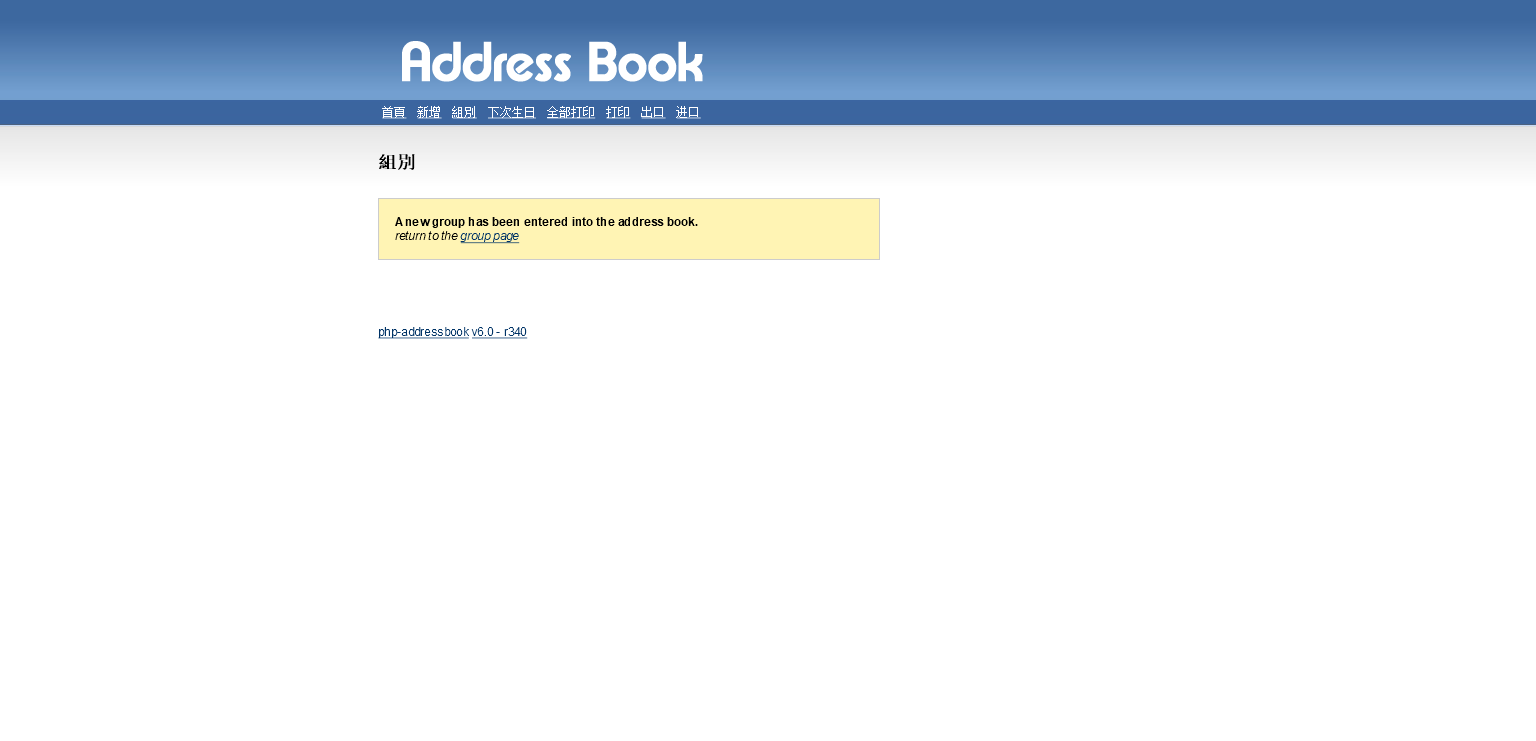 Address Book
首頁 新增 組別 下次生日 全部打印 打印 出口 进口
組別
A new group has been entered into the address book.
return to the group page
php-addressbook v6.0 - r340